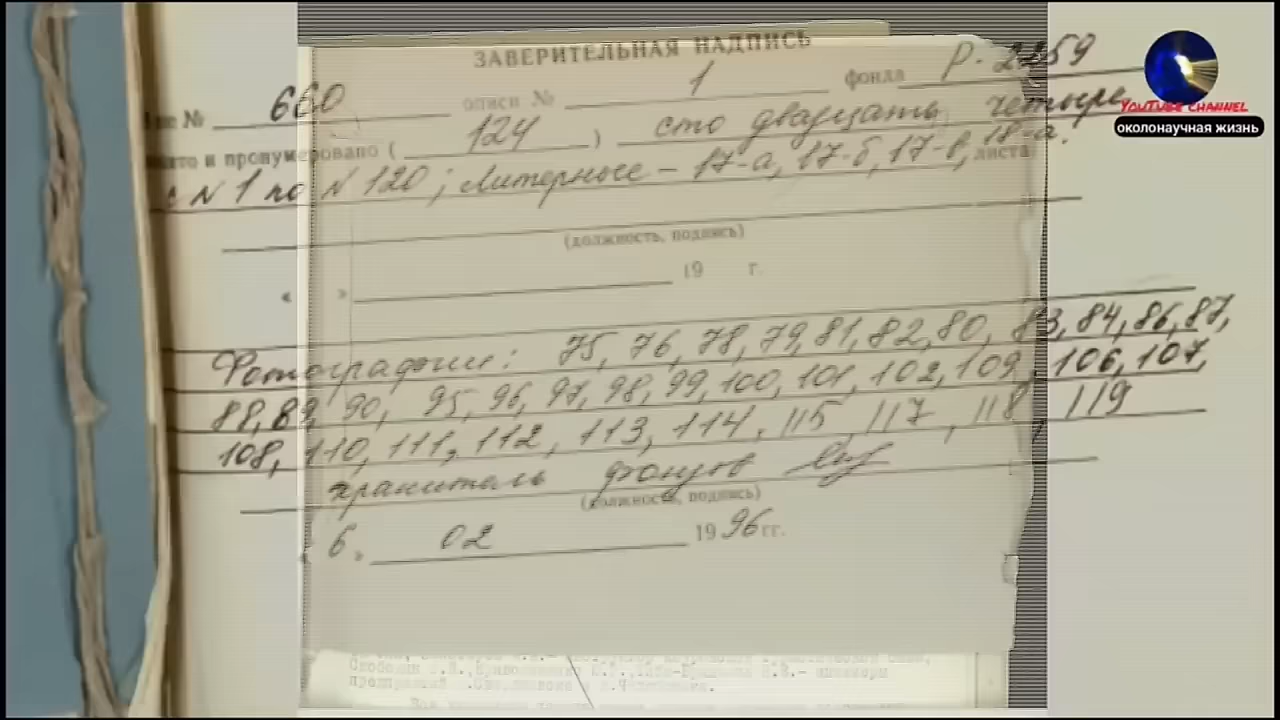 ЗАВЕРИТЕЛЬНАЯ НАДПИСЬ
№ 660 описи № 1 фонда Р-2259
и пронумеровано ( 124 ) сто двадцать четыре
с N 1 по N 120; Литерные - 17-а, 17-б, 17-в, 18-а. листа
(должность, подпись)
« » 19 г.
Фотографии: 75, 76, 78, 79, 81, 82, 80, 83, 84, 86, 87,
88, 89, 90, 95, 96, 97, 98, 99, 100, 101, 102, 109, 106, 107,
108, 110, 111, 112, 113, 114, 115, 117, 118, 119
хранитель фондов
(должность, подпись)
6. 02 1996 гг.
предприятий
YouTube channel
околонаучная жизнь